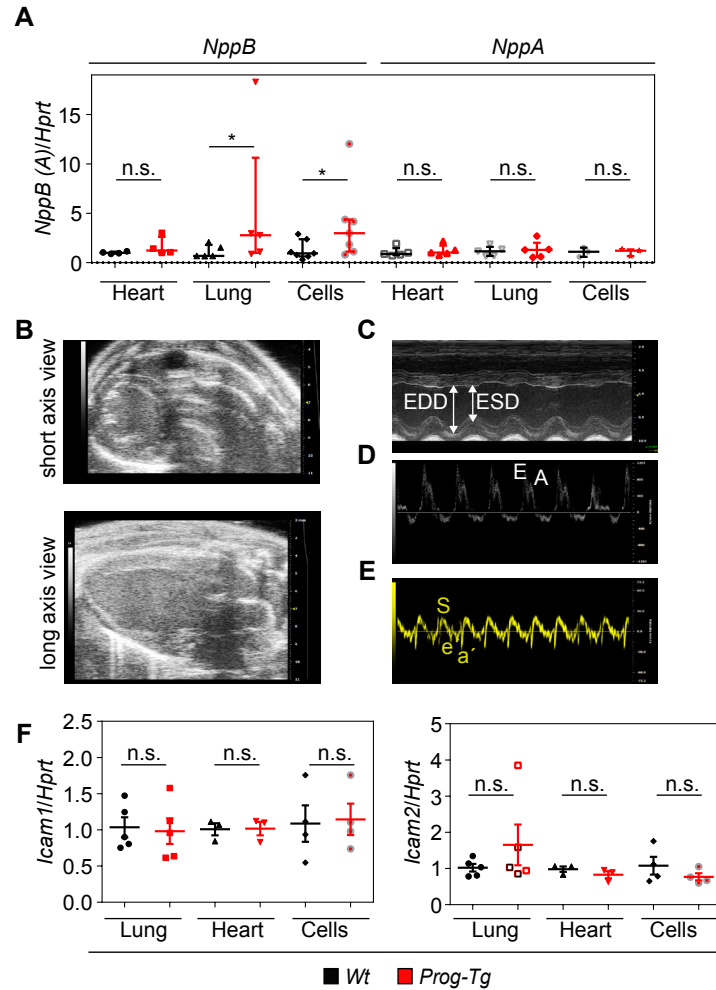 A
NppB NppA
NppB (A)/Hprt
15
10
5
0
n.s. * * n.s. n.s. n.s.
Heart Lung Cells Heart Lung Cells
B
short axis view
long axis view
C
EDD ESD
D
E A
E
S
e
a´
F
Icam1/Hprt
2.5
2.0
1.5
1.0
0.5
0.0
n.s. n.s. n.s.
Lung Heart Cells
Icam2/Hprt
5
4
3
2
1
0
n.s. n.s. n.s.
Lung Heart Cells
Wt Prog-Tg